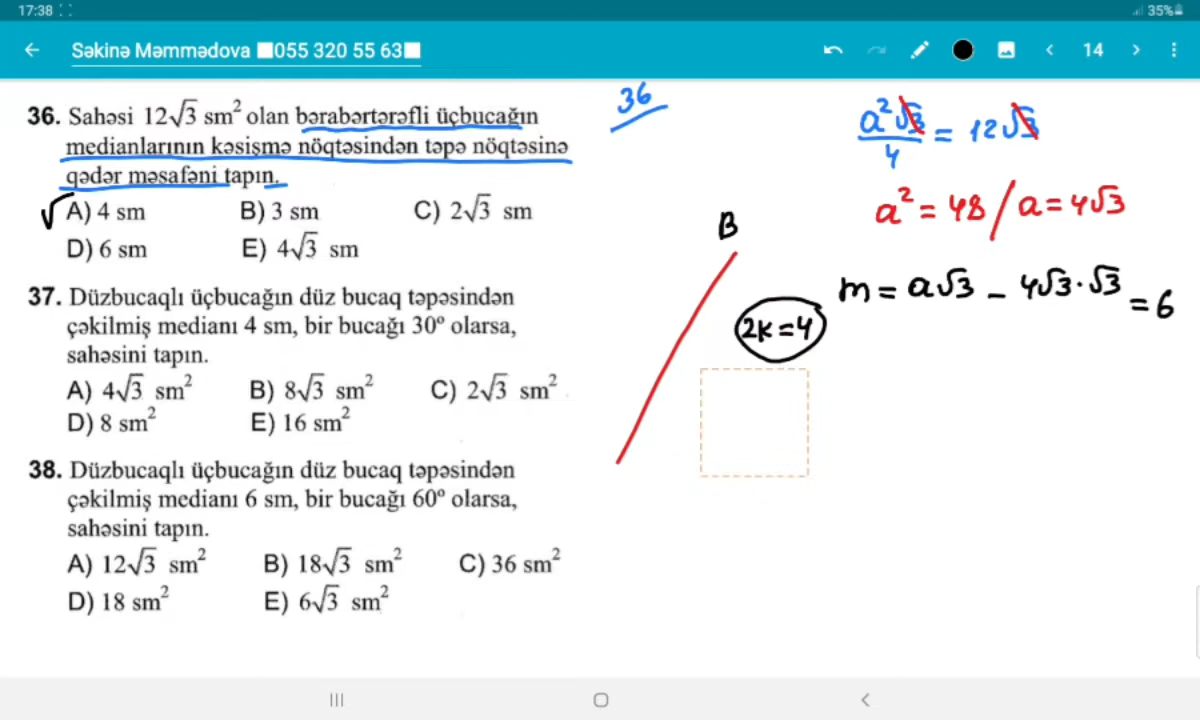 17:38
35%
Səkinə Məmmədova 055 320 55 63
14
36. Sahəsi 12√3 sm² olan bərabərtərəfli üçbucağın
medianlarının kəsişmə nöqtəsindən təpə nöqtəsinə
qədər məsafəni tapın.
A) 4 sm B) 3 sm C) 2√3 sm
D) 6 sm E) 4√3 sm
37. Düzbucaqlı üçbucağın düz bucaq təpəsindən
çəkilmiş medianı 4 sm, bir bucağı 30º olarsa,
sahəsini tapın.
A) 4√3 sm² B) 8√3 sm² C) 2√3 sm²
D) 8 sm² E) 16 sm²
38. Düzbucaqlı üçbucağın düz bucaq təpəsindən
çəkilmiş medianı 6 sm, bir bucağı 60º olarsa,
sahəsini tapın.
A) 12√3 sm² B) 18√3 sm² C) 36 sm²
D) 18 sm² E) 6√3 sm²
36
a²√3/4 = 12√3
a² = 48 / a = 4√3
B
m = a√3 - 4√3·√3 = 6
2k = 4